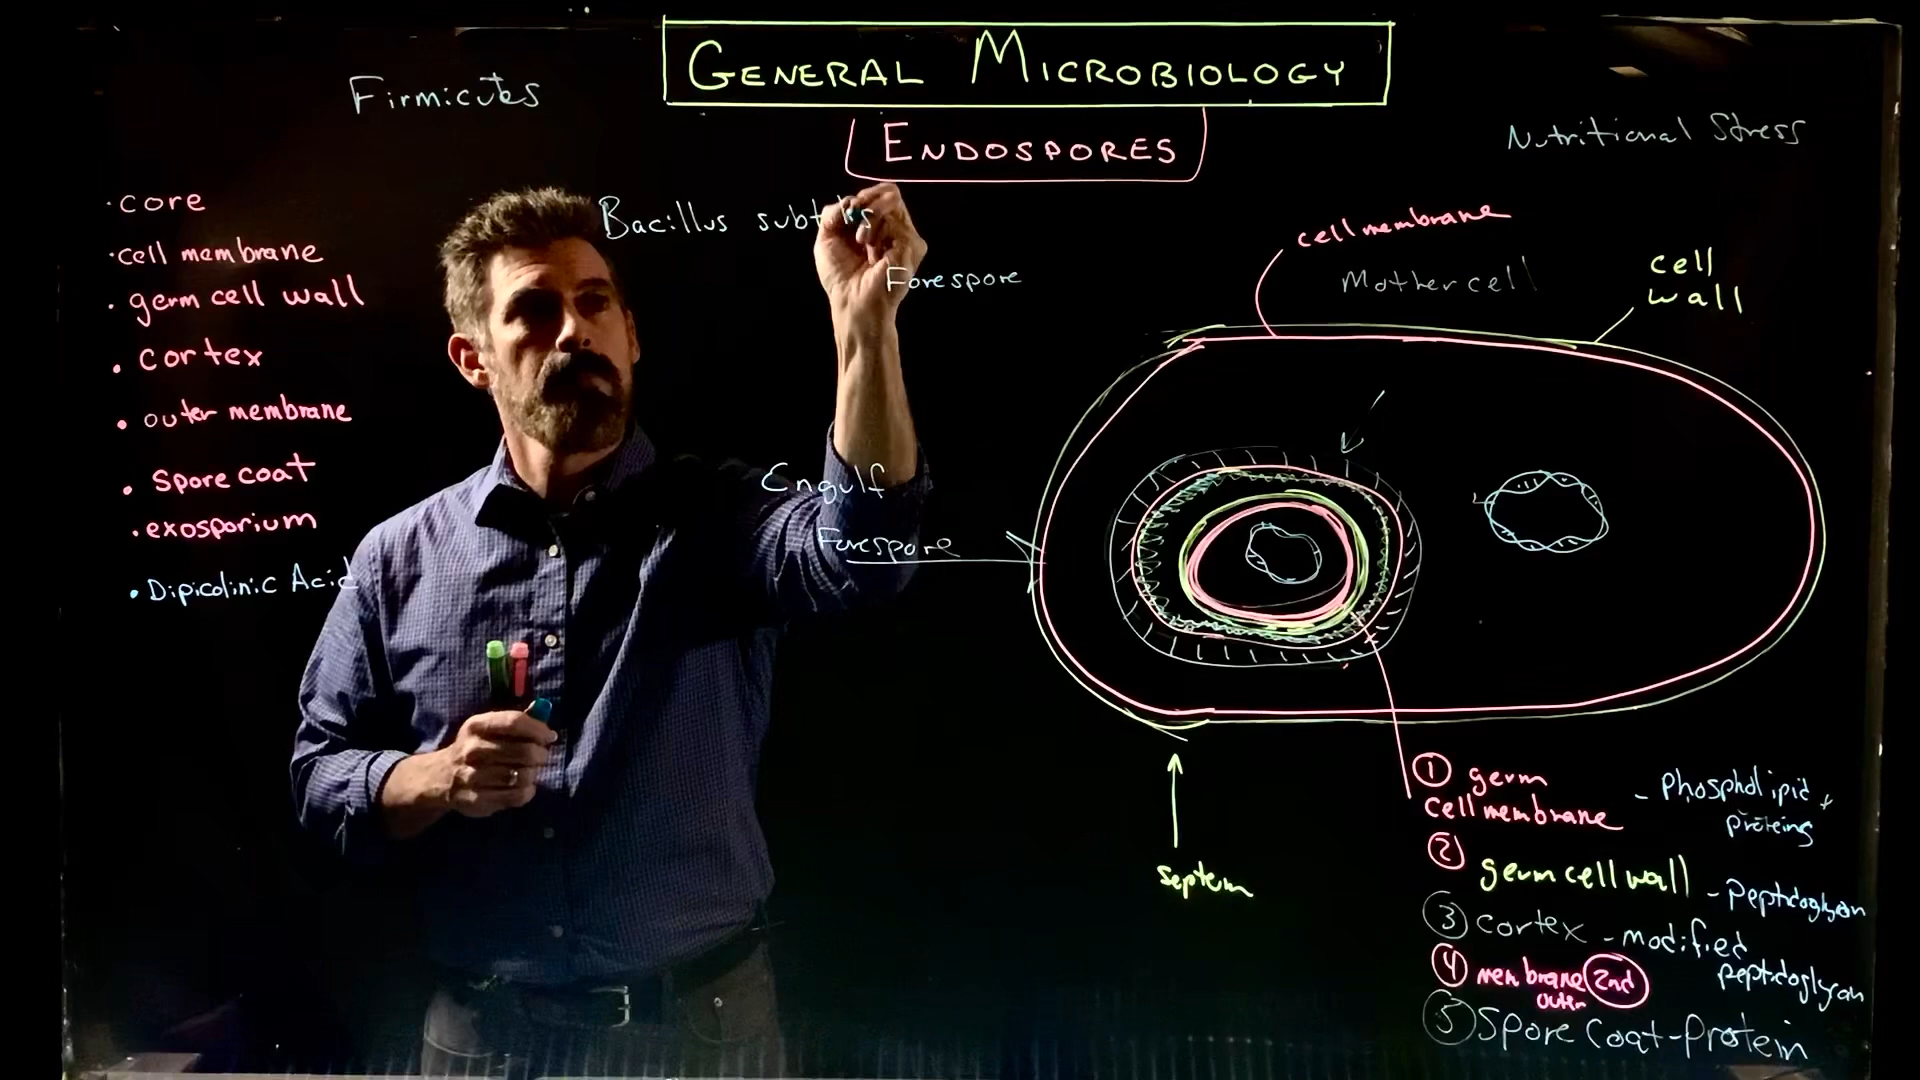 GENERAL MICROBIOLOGY
Firmicutes
ENDOSPORES
Nutritional Stress
· core
· cell membrane
· germ cell wall
· cortex
· outer membrane
· spore coat
· exosporium
· Dipicolinic Acid
Bacillus subtilis
Forespore
Engulf
Forespore
cell membrane
Mother cell
cell
wall
septum
① germ
cell membrane
- Phospholipid +
proteins
② germ cell wall - peptidoglycan
③ cortex - modified
peptidoglycan
④ membrane 2nd
outer
⑤ Spore Coat - Protein